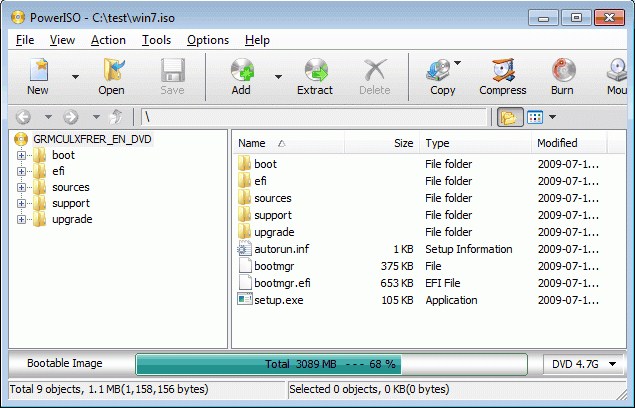 PowerISO - C:\test\win7.iso
File View Action Tools Options Help
New Open Save Add Extract Delete Copy Compress Burn Mou
\
GRMCULXFRER_EN_DVD
boot
efi
sources
support
upgrade
Name Size Type Modified
boot File folder 2009-07-1...
efi File folder 2009-07-1...
sources File folder 2009-07-1...
support File folder 2009-07-1...
upgrade File folder 2009-07-1...
autorun.inf 1 KB Setup Information 2009-07-1...
bootmgr 375 KB File 2009-07-1...
bootmgr.efi 653 KB EFI File 2009-07-1...
setup.exe 105 KB Application 2009-07-1...
Bootable Image Total 3089 MB --- 68 % DVD 4.7G
Total 9 objects, 1.1 MB(1,158,156 bytes) Selected 0 objects, 0 KB(0 bytes)